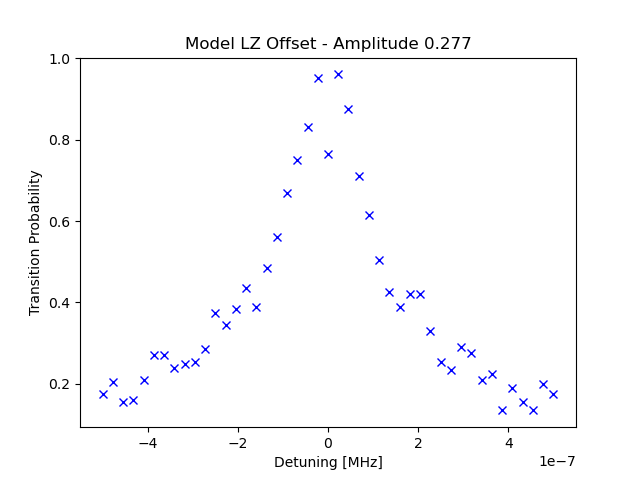 Model LZ Offset - Amplitude 0.277
Transition Probability
1.0
0.8
0.6
0.4
0.2
−4
−2
0
2
4
1e−7
Detuning [MHz]